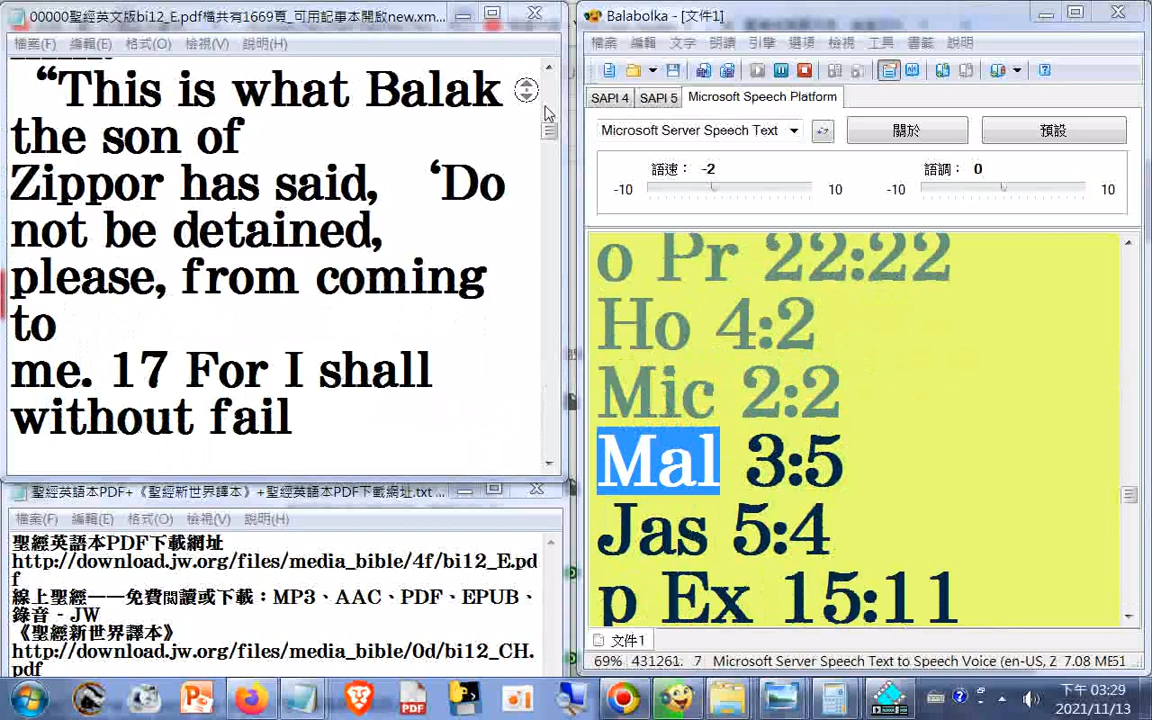 00000聖經英文版bi12_E.pdf檔共有1669頁_可用記事本開啟new.xm...
檔案(F) 編輯(E) 格式(O) 檢視(V) 說明(H)
“This is what Balak
the son of
Zippor has said, ‘Do
not be detained,
please, from coming
to
me. 17 For I shall
without fail
聖經英語本PDF+《聖經新世界譯本》+聖經英語本PDF下載網址.txt ...
檔案(F) 編輯(E) 格式(O) 檢視(V) 說明(H)
聖經英語本PDF下載網址
http://download.jw.org/files/media_bible/4f/bi12_E.pd
f
線上聖經——免費閱讀或下載：MP3、AAC、PDF、EPUB、
錄音 - JW
《聖經新世界譯本》
http://download.jw.org/files/media_bible/0d/bi12_CH.
pdf
Balabolka - [文件1]
檔案 編輯 文字 朗讀 引擎 選項 檢視 工具 書籤 說明
SAPI 4 SAPI 5 Microsoft Speech Platform
Microsoft Server Speech Text 關於 預設
語速： -2 語調： 0
-10 10 -10 10
o Pr 22:22
Ho 4:2
Mic 2:2
Mal 3:5
Jas 5:4
p Ex 15:11
文件1
69% 431261. 7 Microsoft Server Speech Text to Speech Voice (en-US, Z 7.08 ME51
下午 03:29
2021/11/13